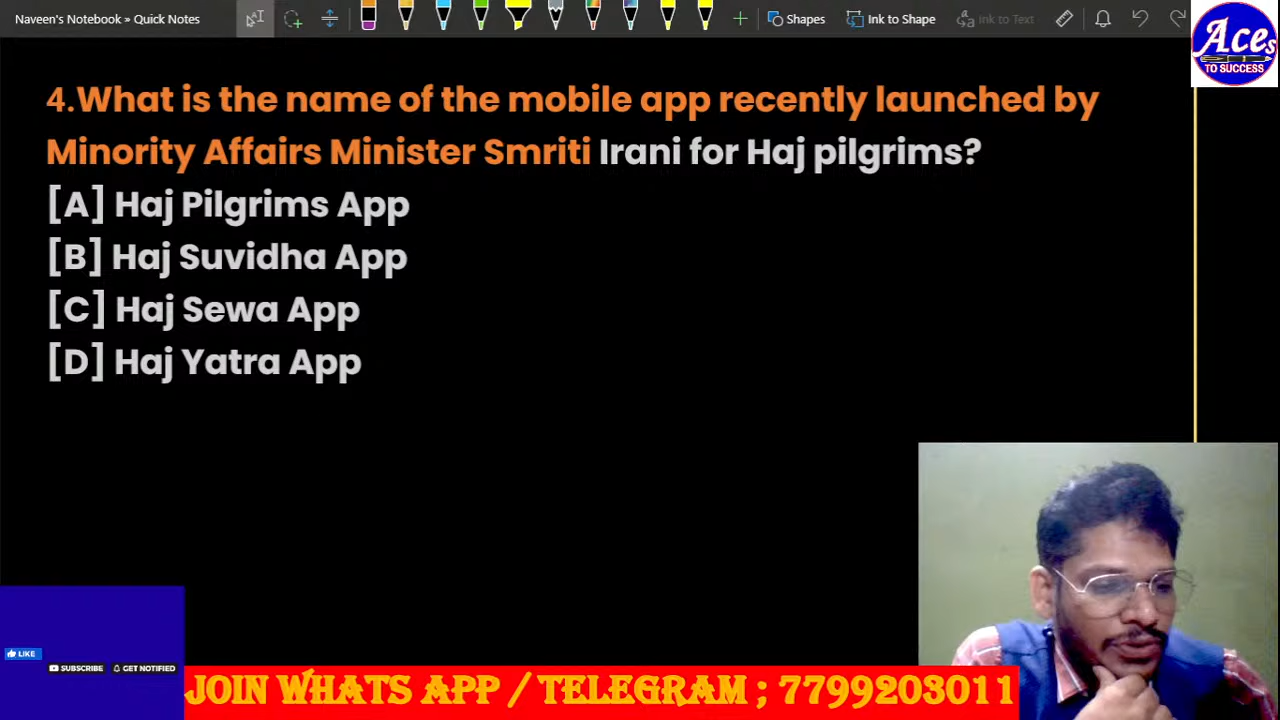 Naveen's Notebook » Quick Notes
Shapes
Ink to Shape
Ink to Text
Aces
TO SUCCESS
4.What is the name of the mobile app recently launched by
Minority Affairs Minister Smriti Irani for Haj pilgrims?
[A] Haj Pilgrims App
[B] Haj Suvidha App
[C] Haj Sewa App
[D] Haj Yatra App
LIKE
SUBSCRIBE
GET NOTIFIED
JOIN WHATS APP / TELEGRAM ; 7799203011